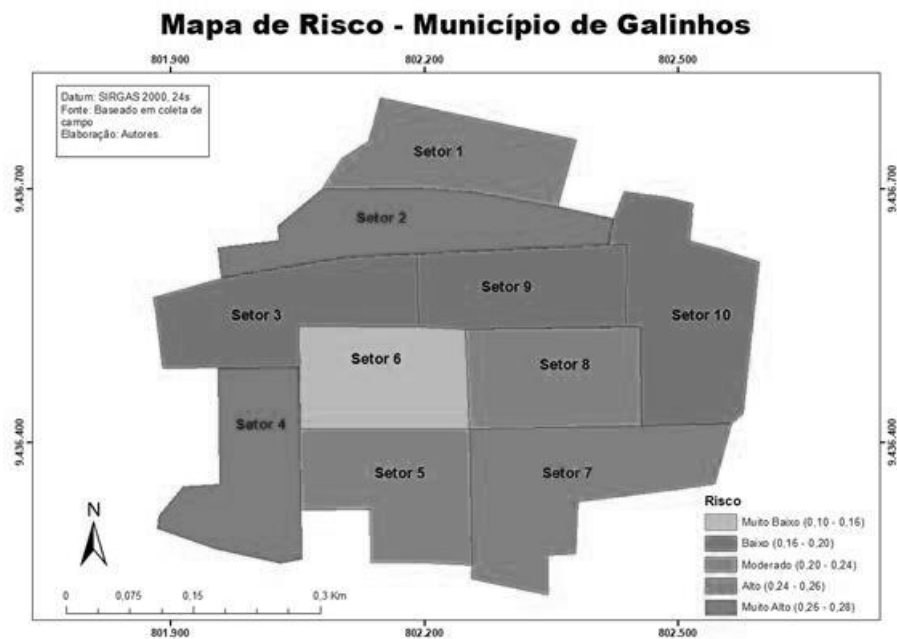 Mapa de Risco - Município de Galinhos
801.900 802.200 802.500
Datum: SIRGAS 2000, 24s
Fonte: Baseado em coleta de
campo
Elaboração: Autores.
Setor 1
9.436.700 9.436.700
Setor 2
Setor 9
Setor 3 Setor 10
Setor 6 Setor 8
Setor 4
9.436.400 9.436.400
Setor 5 Setor 7
Risco
N
Muito Baixo (0,10 - 0,16)
Baixo (0,16 - 0,20)
Moderado (0,20 - 0,24)
Alto (0,24 - 0,26)
Muito Alto (0,26 - 0,28)
0 0,075 0,15 0,3 Km
801.900 802.200 802.500